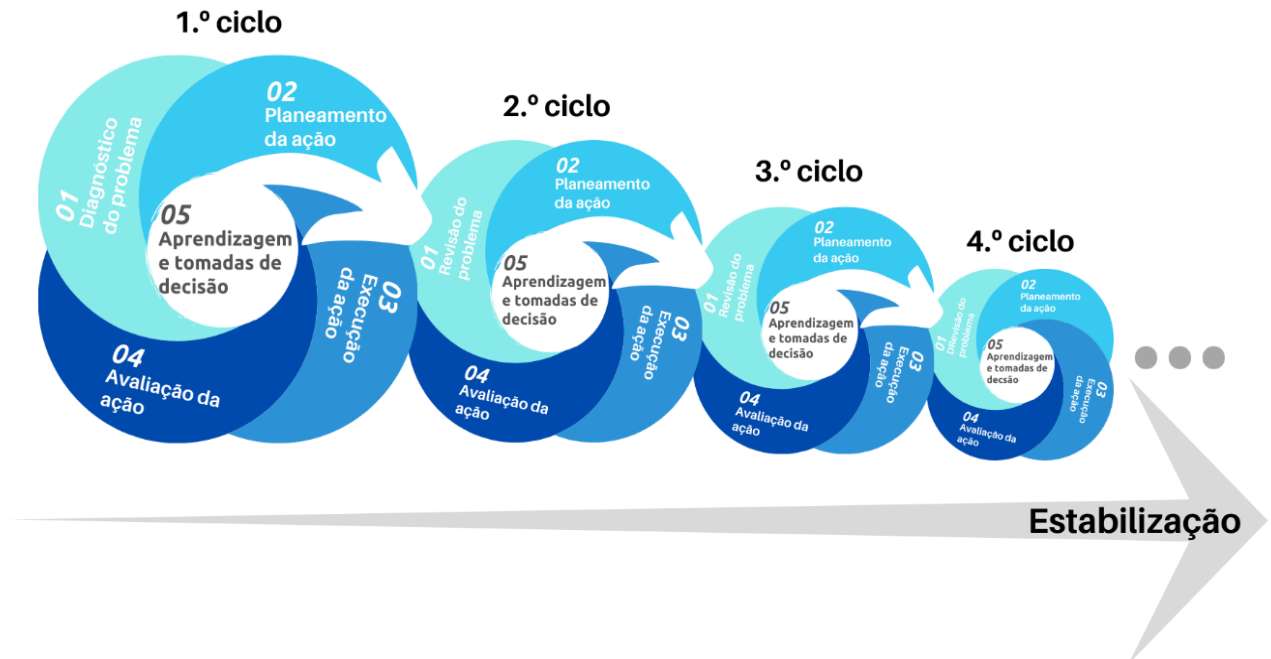 1.º ciclo
01
Diagnóstico
do problema
02
Planeamento
da ação
03
Execução
da ação
04
Avaliação da
ação
05
Aprendizagem
e tomadas de
decisão
2.º ciclo
01
Revisão do
problema
02
Planeamento
da ação
03
Execução
da ação
04
Avaliação da
ação
05
Aprendizagem
e tomadas de
decisão
3.º ciclo
01
Revisão do
problema
02
Planeamento
da ação
03
Execução
da ação
04
Avaliação da
ação
05
Aprendizagem
e tomadas de
decisão
4.º ciclo
01
DRevisão do
problema
02
Planeamento
da ação
03
Execução
da ação
04
Avaliação da
ação
05
Aprendizagem
e tomadas de
decsão
Estabilização